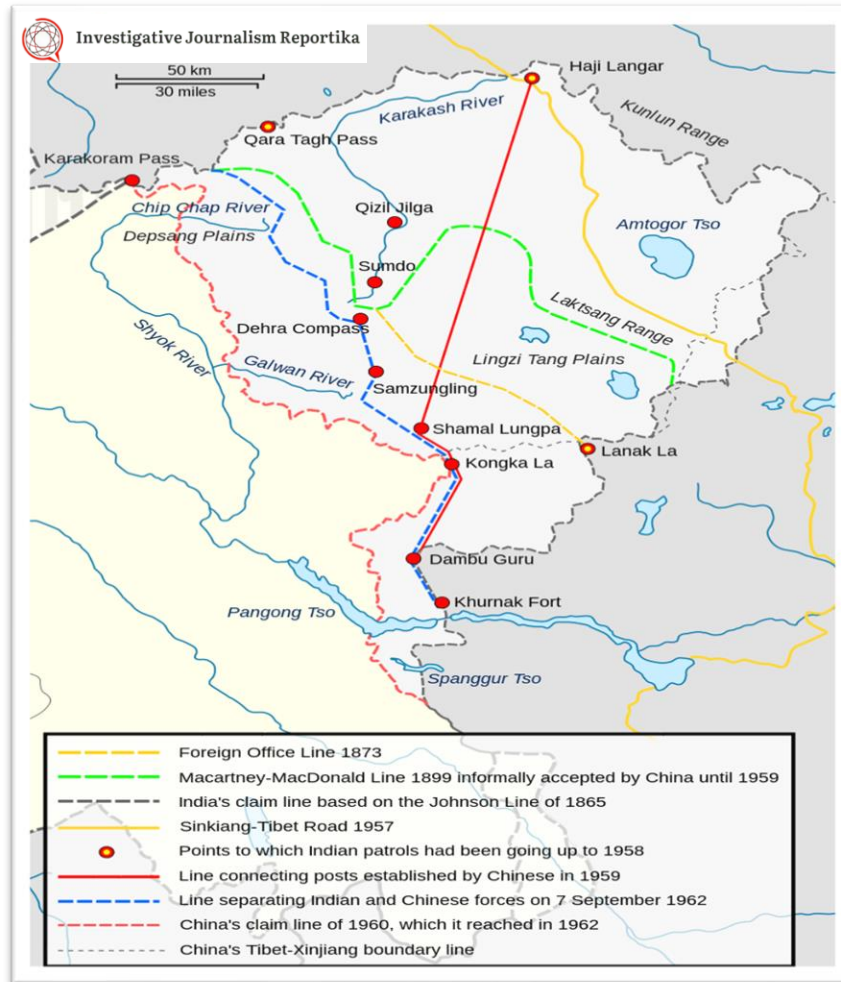 Investigative Journalism Reportika
50 km
30 miles
Haji Langar
Karakash River
Kunlun Range
Qara Tagh Pass
Karakoram Pass
Chip Chap River
Qizil Jilga
Depsang Plains
Amtogor Tso
Sumdo
Laktsang Range
Dehra Compass
Lingzi Tang Plains
Shyok River
Galwan River
Samzungling
Shamal Lungpa
Lanak La
Kongka La
Dambu Guru
Khurnak Fort
Pangong Tso
Spanggur Tso
Foreign Office Line 1873
Macartney-MacDonald Line 1899 informally accepted by China until 1959
India's claim line based on the Johnson Line of 1865
Sinkiang-Tibet Road 1957
Points to which Indian patrols had been going up to 1958
Line connecting posts established by Chinese in 1959
Line separating Indian and Chinese forces on 7 September 1962
China's claim line of 1960, which it reached in 1962
China's Tibet-Xinjiang boundary line